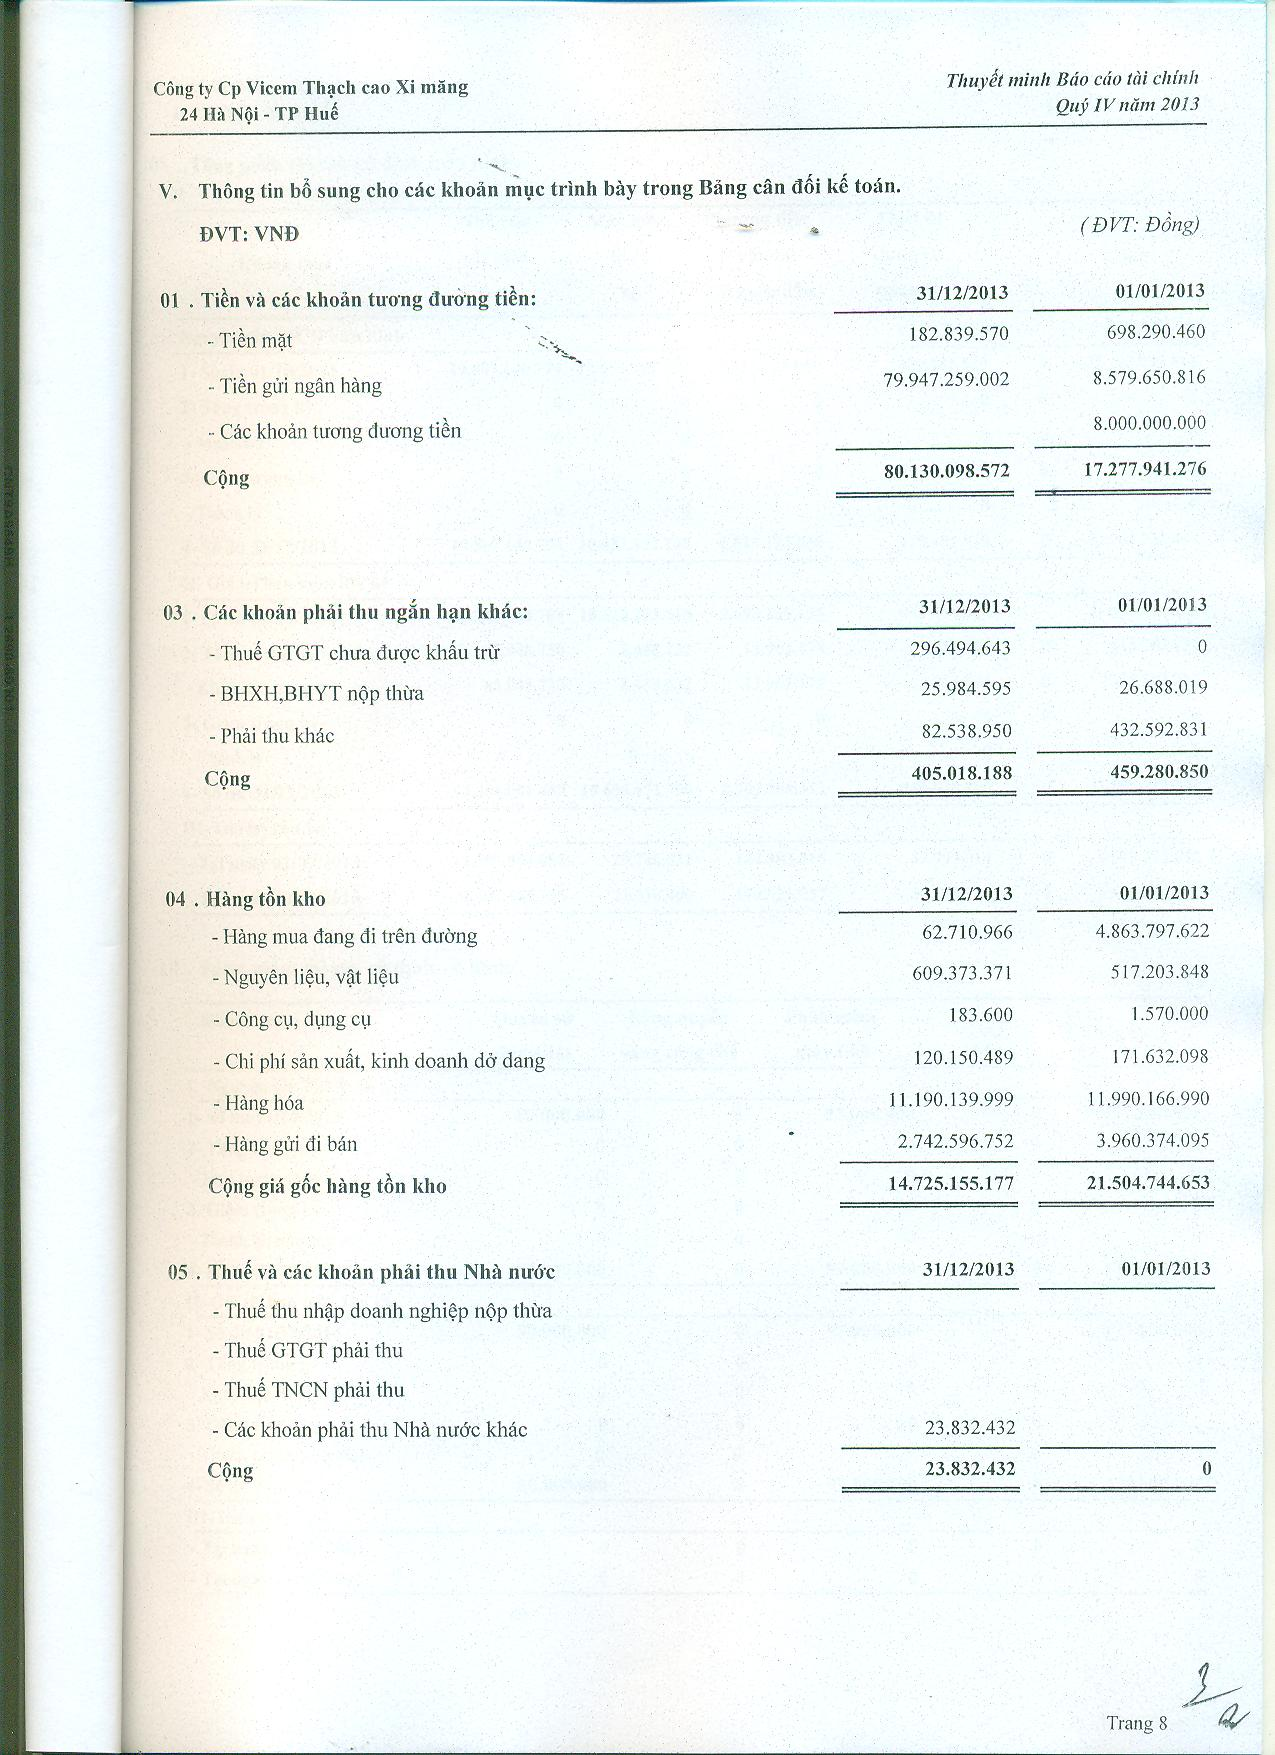 Công ty Cp Vicem Thạch cao Xi măng
24 Hà Nội - TP Huế
Thuyết minh Báo cáo tài chính
Quý IV năm 2013
V. Thông tin bổ sung cho các khoản mục trình bày trong Bảng cân đối kế toán.
ĐVT: VNĐ (ĐVT: Đồng)
01 . Tiền và các khoản tương đường tiền: 31/12/2013 01/01/2013
- Tiền mặt 182.839.570 698.290.460
- Tiền gửi ngân hàng 79.947.259.002 8.579.650.816
- Các khoản tương đương tiền 8.000.000.000
Cộng 80.130.098.572 17.277.941.276
03 . Các khoản phải thu ngắn hạn khác: 31/12/2013 01/01/2013
- Thuế GTGT chưa được khấu trừ 296.494.643 0
- BHXH,BHYT nộp thừa 25.984.595 26.688.019
- Phải thu khác 82.538.950 432.592.831
Cộng 405.018.188 459.280.850
04 . Hàng tồn kho 31/12/2013 01/01/2013
- Hàng mua đang đi trên đường 62.710.966 4.863.797.622
- Nguyên liệu, vật liệu 609.373.371 517.203.848
- Công cụ, dụng cụ 183.600 1.570.000
- Chi phí sản xuất, kinh doanh dở dang 120.150.489 171.632.098
- Hàng hóa 11.190.139.999 11.990.166.990
- Hàng gửi đi bán 2.742.596.752 3.960.374.095
Cộng giá gốc hàng tồn kho 14.725.155.177 21.504.744.653
05 . Thuế và các khoản phải thu Nhà nước 31/12/2013 01/01/2013
- Thuế thu nhập doanh nghiệp nộp thừa
- Thuế GTGT phải thu
- Thuế TNCN phải thu
- Các khoản phải thu Nhà nước khác 23.832.432
Cộng 23.832.432 0
Trang 8